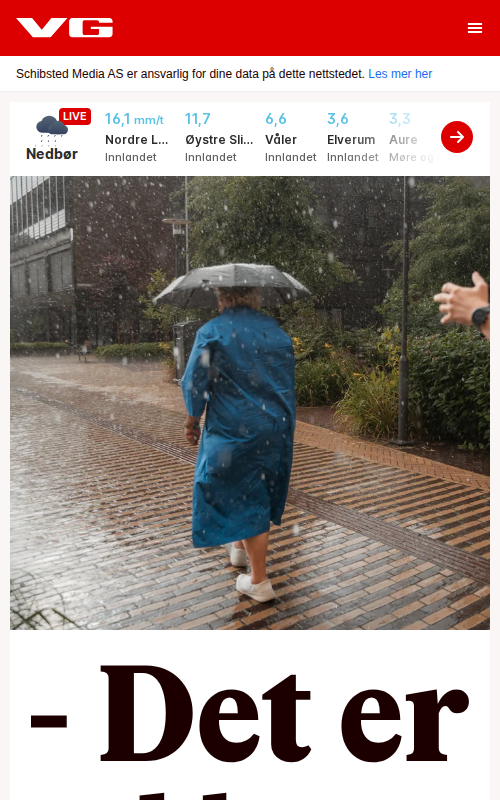 VG
Schibsted Media AS er ansvarlig for dine data på dette nettstedet. Les mer her
LIVE
Nedbør
16,1 mm/t
Nordre L...
Innlandet
11,7
Øystre Sli...
Innlandet
6,6
Våler
Innlandet
3,6
Elverum
Innlandet
3,3
Aure
Møre og
- Det er